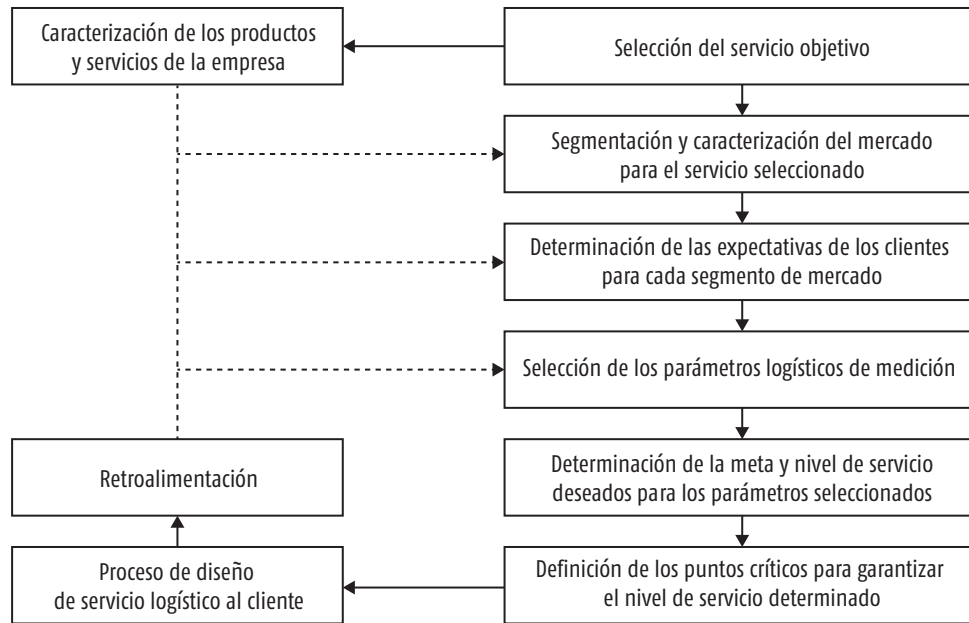 Caracterización de los productos
y servicios de la empresa
Selección del servicio objetivo
Segmentación y caracterización del mercado
para el servicio seleccionado
Determinación de las expectativas de los clientes
para cada segmento de mercado
Selección de los parámetros logísticos de medición
Retroalimentación
Determinación de la meta y nivel de servicio
deseados para los parámetros seleccionados
Proceso de diseño
de servicio logístico al cliente
Definición de los puntos críticos para garantizar
el nivel de servicio determinado